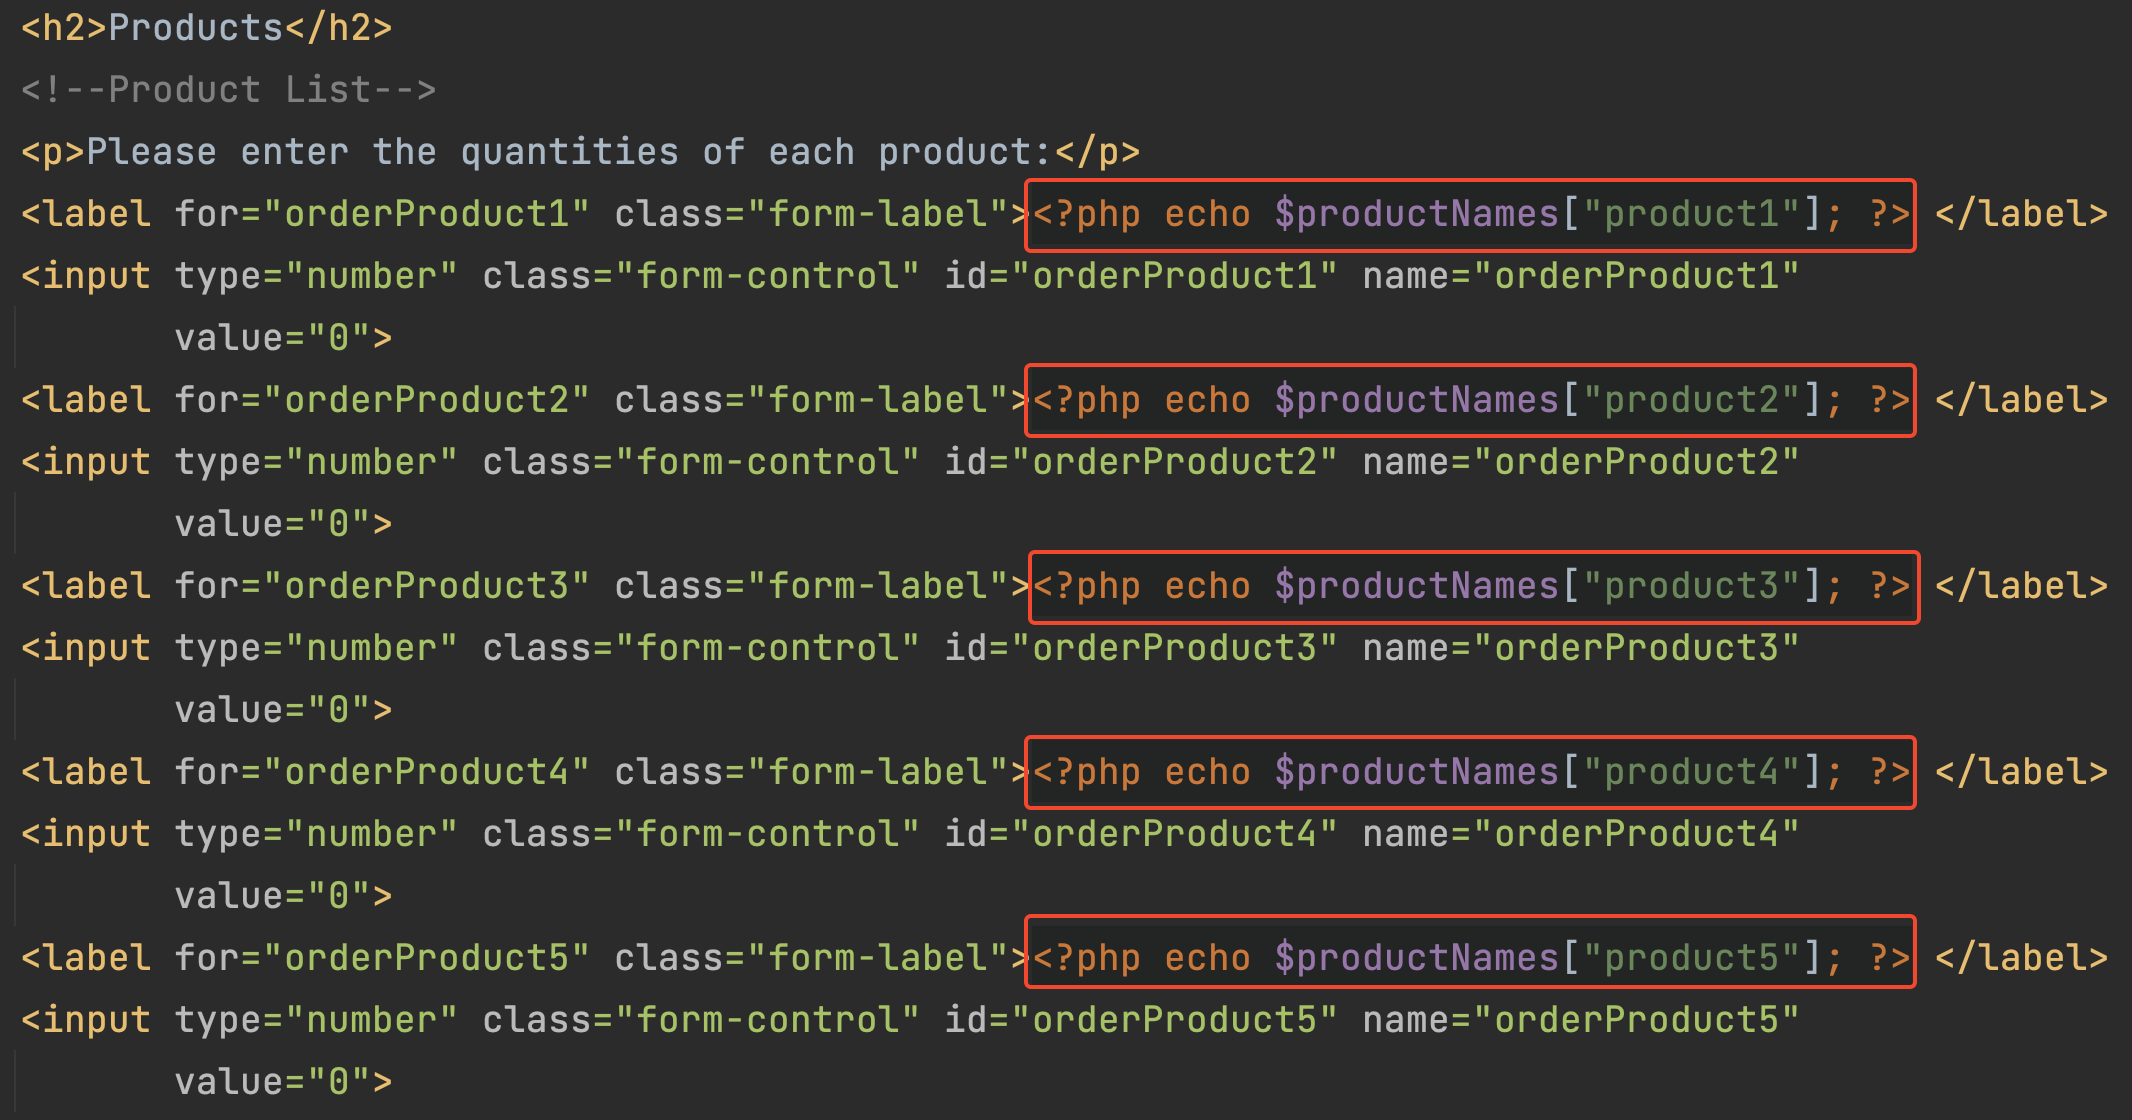 <h2>Products</h2>
<!--Product List-->
<p>Please enter the quantities of each product:</p>
<label for="orderProduct1" class="form-label"><?php echo $productNames["product1"]; ?> </label>
<input type="number" class="form-control" id="orderProduct1" name="orderProduct1"
       value="0">
<label for="orderProduct2" class="form-label"><?php echo $productNames["product2"]; ?> </label>
<input type="number" class="form-control" id="orderProduct2" name="orderProduct2"
       value="0">
<label for="orderProduct3" class="form-label"><?php echo $productNames["product3"]; ?> </label>
<input type="number" class="form-control" id="orderProduct3" name="orderProduct3"
       value="0">
<label for="orderProduct4" class="form-label"><?php echo $productNames["product4"]; ?> </label>
<input type="number" class="form-control" id="orderProduct4" name="orderProduct4"
       value="0">
<label for="orderProduct5" class="form-label"><?php echo $productNames["product5"]; ?> </label>
<input type="number" class="form-control" id="orderProduct5" name="orderProduct5"
       value="0">